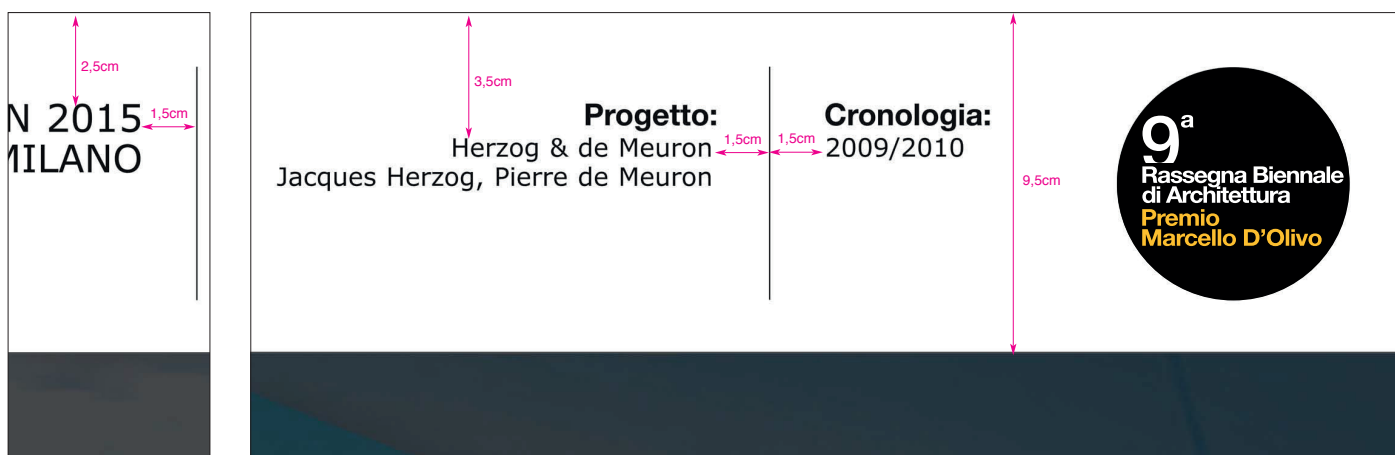 2,5cm
N 2015
1,5cm
MILANO
3,5cm
Progetto:
Herzog & de Meuron
Jacques Herzog, Pierre de Meuron
1,5cm
1,5cm
Cronologia:
2009/2010
9,5cm
9a
Rassegna Biennale
di Architettura
Premio
Marcello D’Olivo